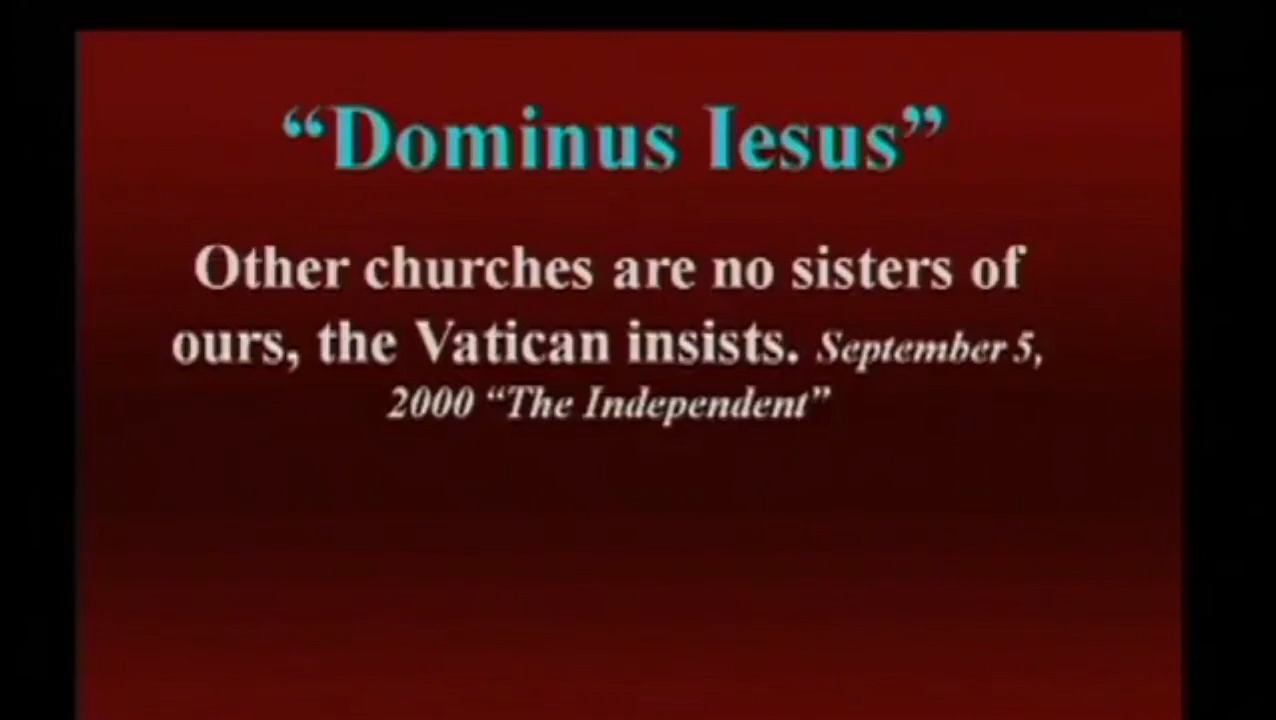 “Dominus Iesus”
Other churches are no sisters of
ours, the Vatican insists. September 5,
2000 “The Independent”